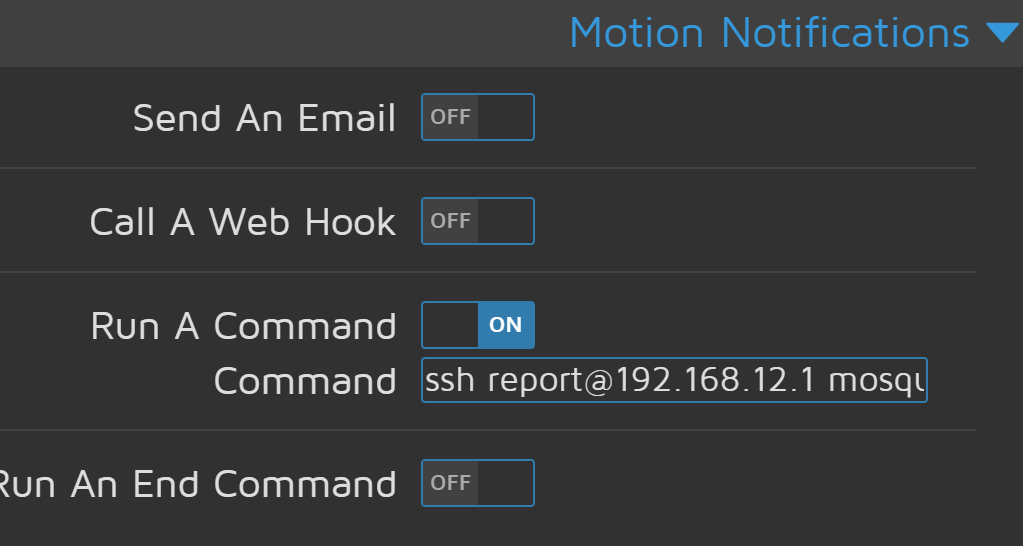 Motion Notifications
Send An Email OFF
Call A Web Hook OFF
Run A Command ON
Command ssh report@192.168.12.1 mosqu
Run An End Command OFF